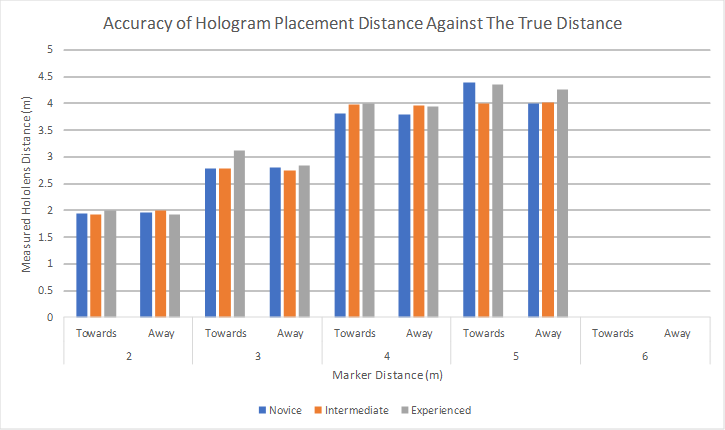 Accuracy of Hologram Placement Distance Against The True Distance
5
4.5
4
3.5
3
2.5
2
1.5
1
0.5
0
Measured Hololens Distance (m)
Towards Away Towards Away Towards Away Towards Away Towards Away
2 3 4 5 6
Marker Distance (m)
Novice Intermediate Experienced